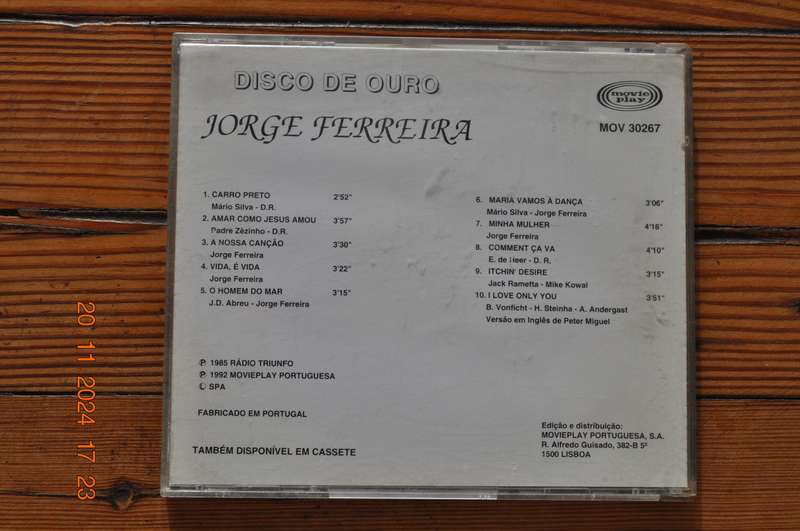 DISCO DE OURO
movie
play
JORGE FERREIRA
MOV 30267
1. CARRO PRETO 2'52"
Mário Silva - D.R.
2. AMAR COMO JESUS AMOU 3'57"
Padre Zèzinho - D.R.
3. A NOSSA CANÇÃO 3'30"
Jorge Ferreira
4. VIDA, É VIDA 3'22"
Jorge Ferreira
5. O HOMEM DO MAR 3'15"
J.D. Abreu - Jorge Ferreira
6. MARIA VAMOS À DANÇA 3'06"
Mário Silva - Jorge Ferreira
7. MINHA MULHER 4'16"
Jorge Ferreira
8. COMMENT ÇA VA 4'10"
E. de - D. R.
9. ITCHIN' DESIRE 3'15"
Jack Rametta - Mike Kowal
10. I LOVE ONLY YOU 3'51"
B. Vonficht - H. Steinha - A. Andergast
Versão em Inglês de Peter Miguel
℗ 1985 RÁDIO TRIUNFO
℗ 1992 MOVIEPLAY PORTUGUESA
Ⓛ SPA
FABRICADO EM PORTUGAL
TAMBÉM DISPONÍVEL EM CASSETE
Edição e distribuição:
MOVIEPLAY PORTUGUESA, S.A.
R. Alfredo Guisado, 382-B 5º
1500 LISBOA
20 11 2024 17 23